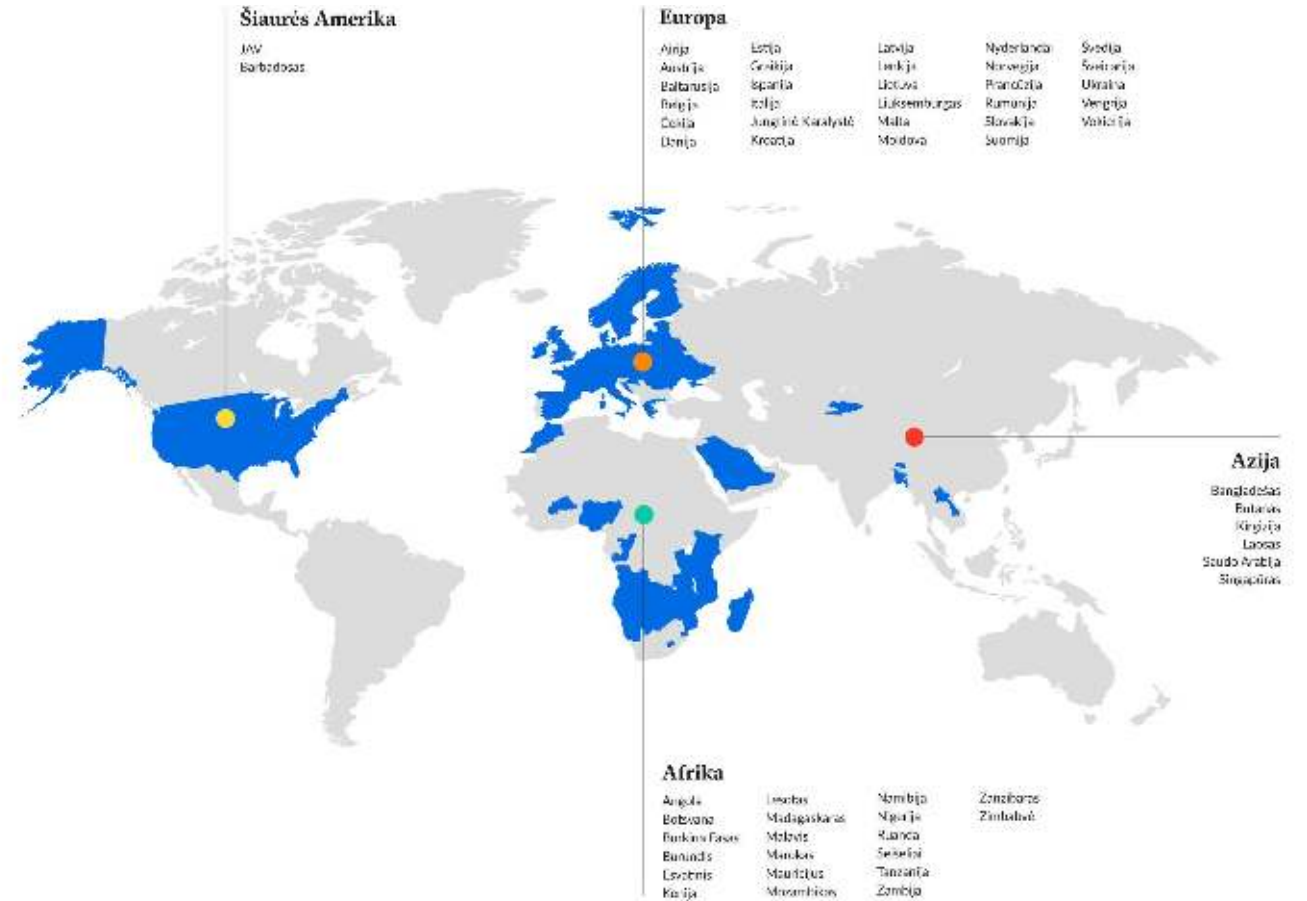 Šiaurės Amerika
JAV
Barbadosas
Europa
Airija
Austrija
Baltarusija
Belgija
Čekija
Danija
Estija
Graikija
Ispanija
Italija
Jungtinė Karalystė
Kroatija
Latvija
Lenkija
Lietuva
Liuksemburgas
Malta
Moldova
Nyderlandai
Norvegija
Prancūzija
Rumunija
Slovakija
Suomija
Švedija
Šveicarija
Ukraina
Vengrija
Vokietija
Azija
Bangladešas
Butanas
Kirgizija
Laosas
Saudo Arabija
Singapūras
Afrika
Angola
Botsvana
Burkina Fasas
Burundis
Esvatinis
Kenija
Lesotas
Madagaskaras
Malavis
Marokas
Mauricijus
Mozambikas
Namibija
Nigerija
Ruanda
Seišeliai
Tanzanija
Zambija
Zanzibaras
Zimbabvė